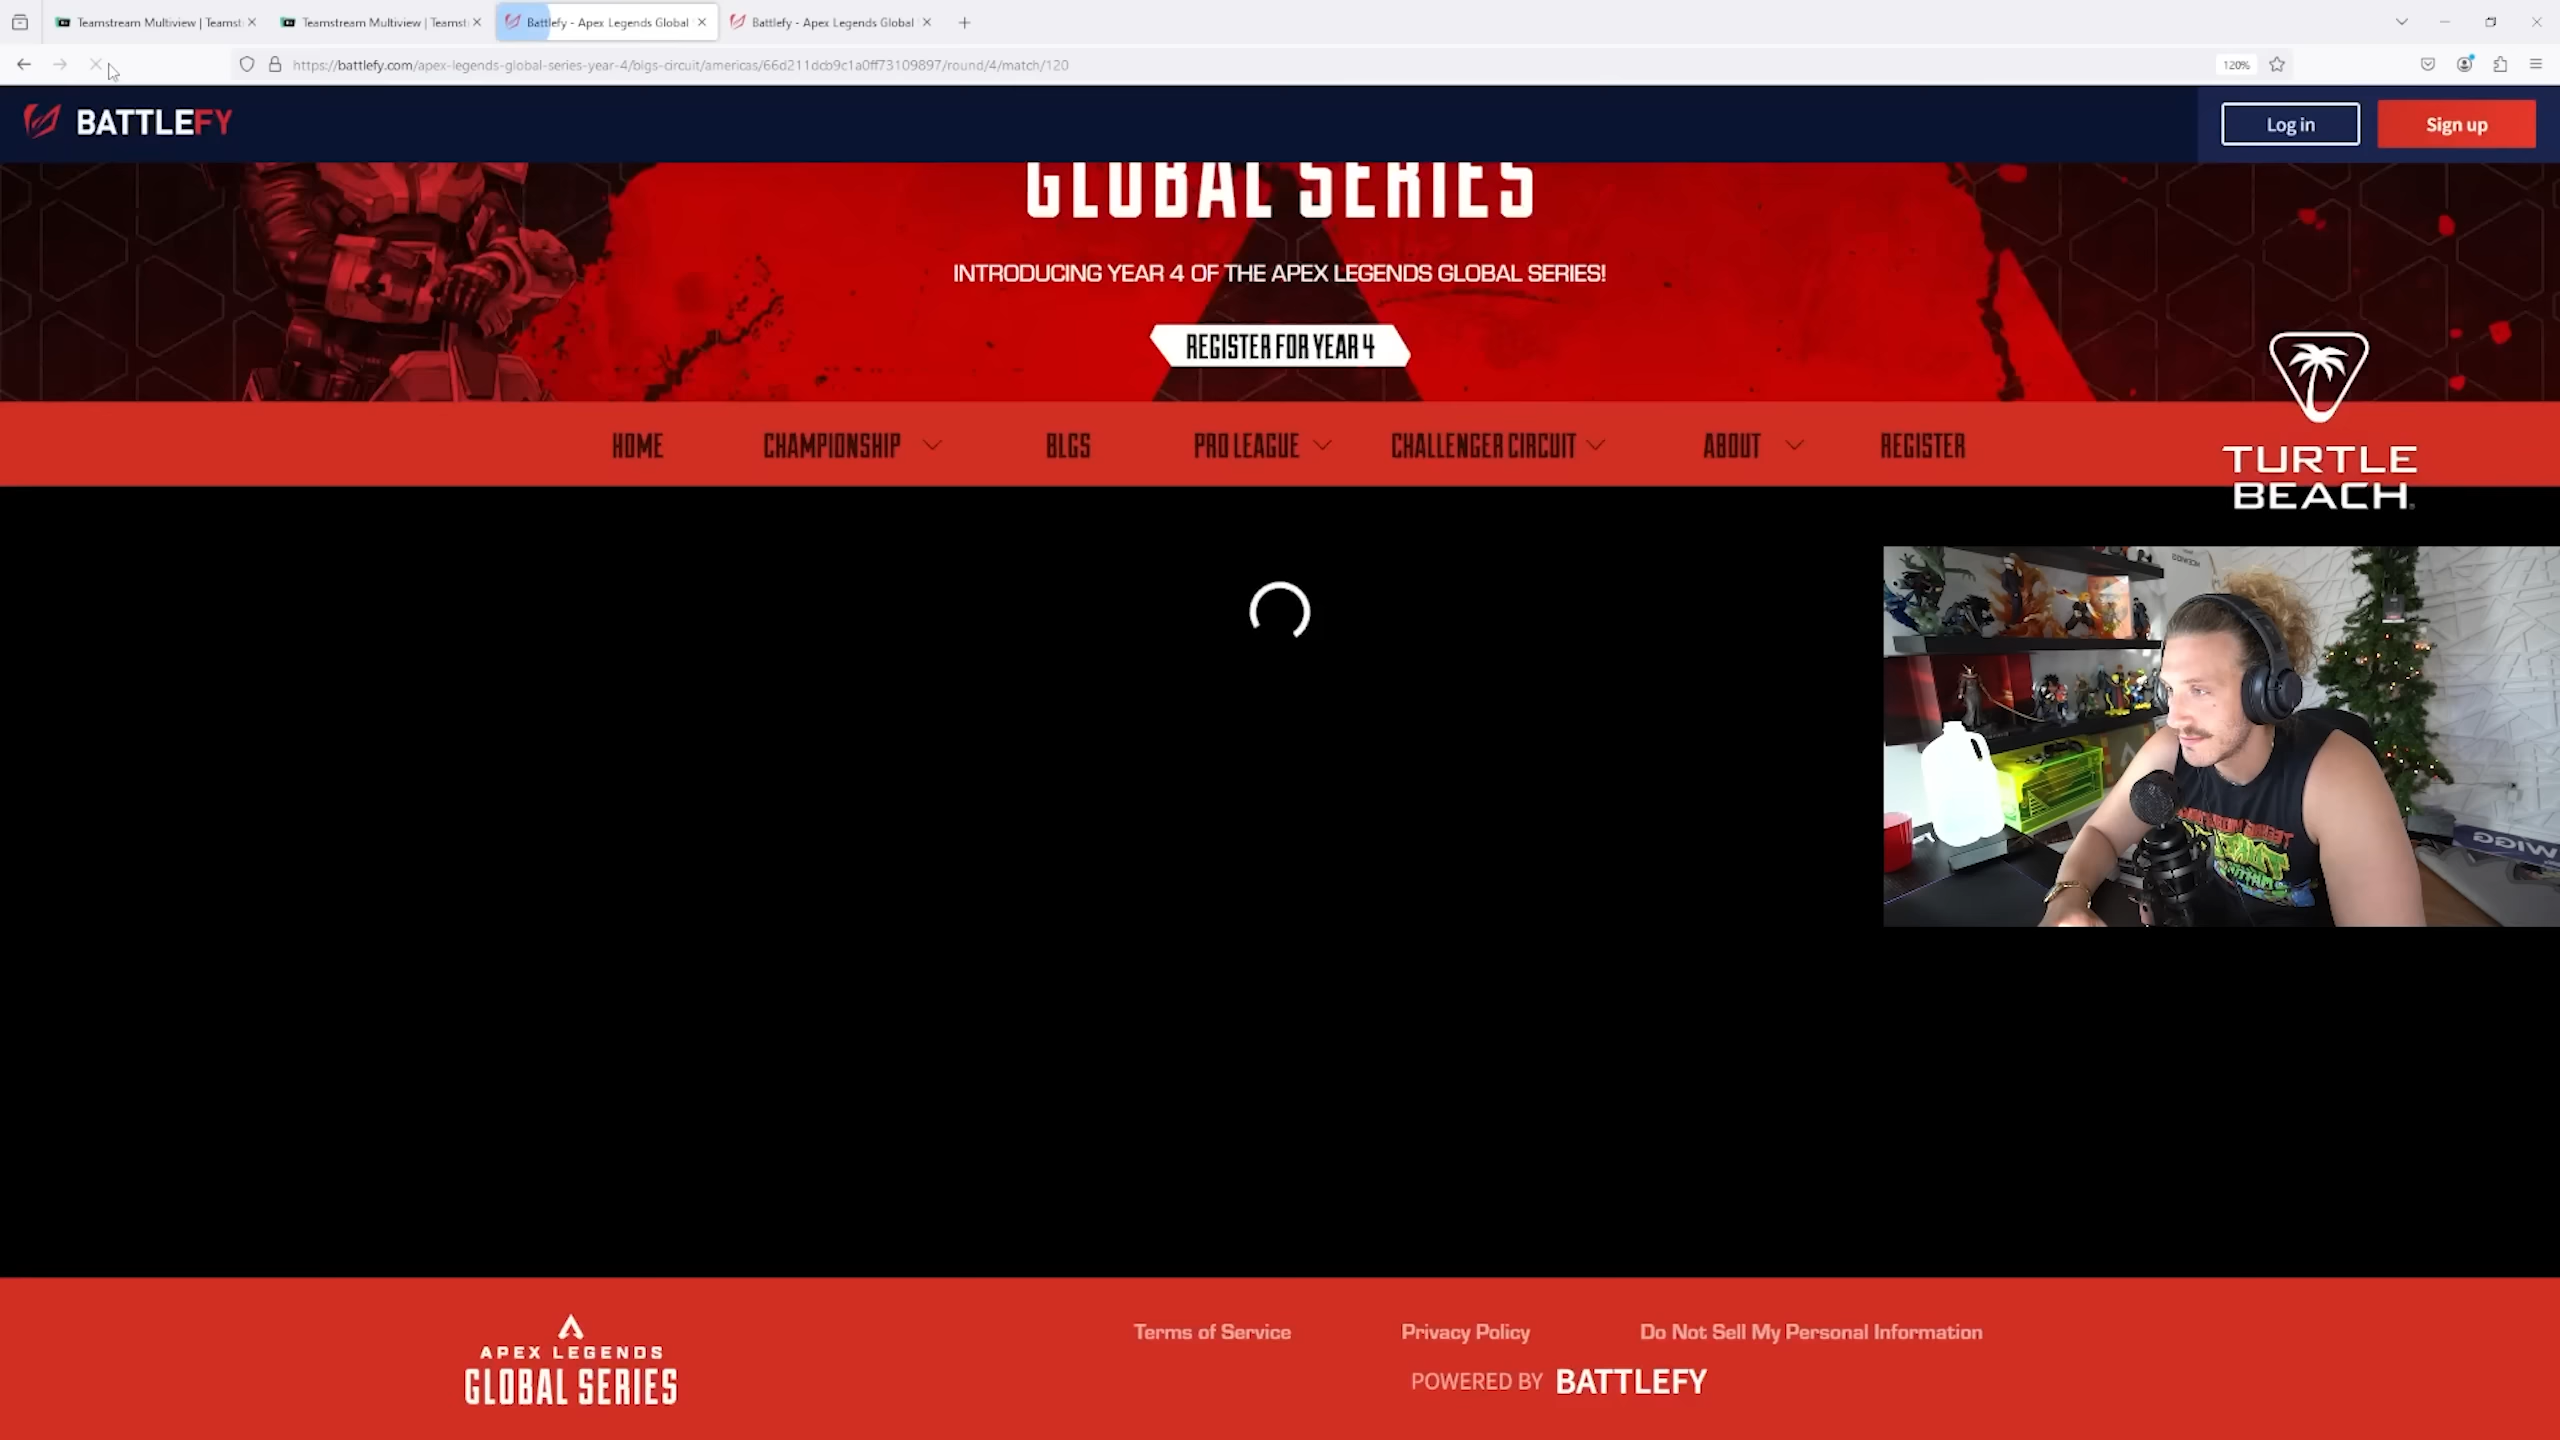 Teamstream Multiview | Teamst
Teamstream Multiview | Teamst
Battlefy - Apex Legends Global
Battlefy - Apex Legends Global
https://battlefy.com/apex-legends-global-series-year-4/blgs-circuit/americas/66d211dcb9c1a0ff73109897/round/4/match/120
120%
BATTLEFY
Log in
Sign up
GLOBAL SERIES
INTRODUCING YEAR 4 OF THE APEX LEGENDS GLOBAL SERIES!
REGISTER FOR YEAR 4
HOME
CHAMPIONSHIP
BLGS
PRO LEAGUE
CHALLENGER CIRCUIT
ABOUT
REGISTER
TURTLE
BEACH
WIGG
APEX LEGENDS
GLOBAL SERIES
Terms of Service
Privacy Policy
Do Not Sell My Personal Information
POWERED BY BATTLEFY